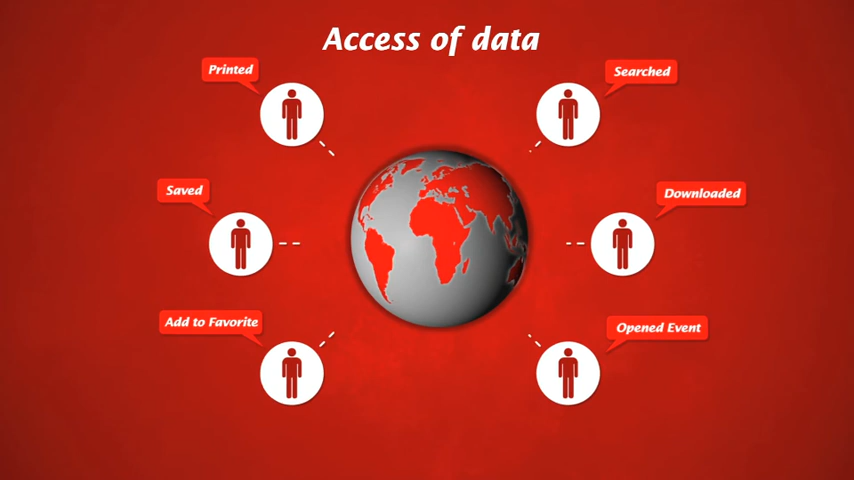 Access of data
Printed
Searched
Saved
Downloaded
Add to Favorite
Opened Event